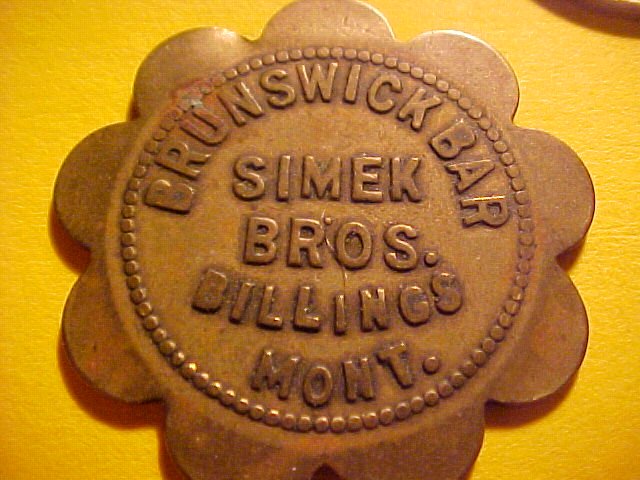 BRUNSWICK BAR
SIMEK
BROS.
BILLINGS
MONT.